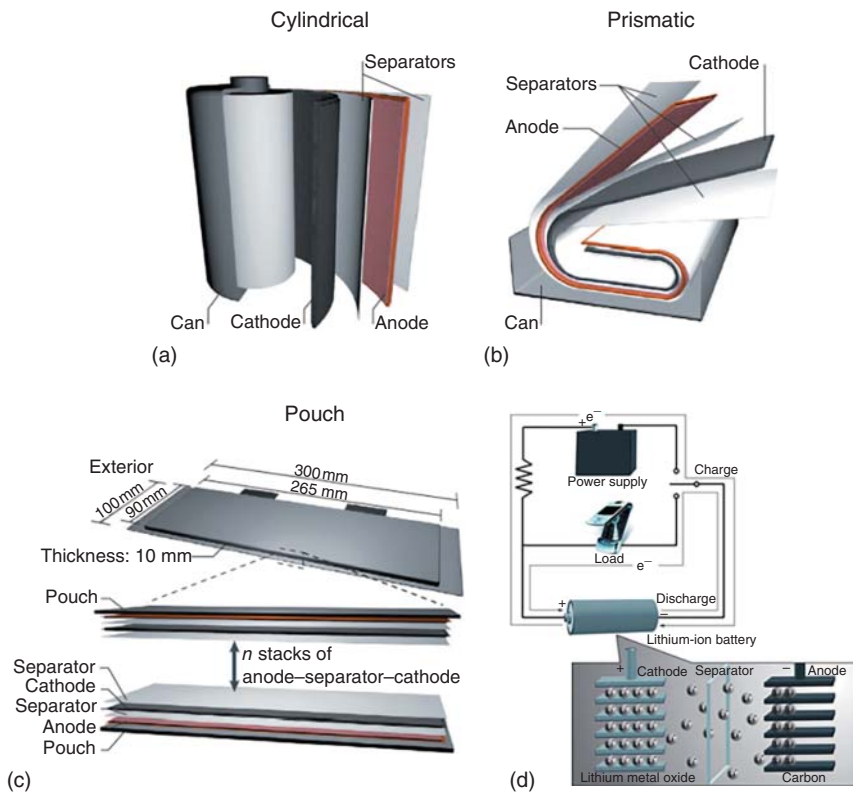 Cylindrical
Separators
Can
Cathode
Anode
(a)
Prismatic
Cathode
Separators
Anode
Can
(b)
Pouch
Exterior
300 mm
265 mm
100 mm
90 mm
Thickness: 10 mm
Pouch
n stacks of
anode–separator–cathode
Separator
Cathode
Separator
Anode
Pouch
(c)
e–
+
Power supply
Charge
Load
e–
Discharge
+
–
Lithium-ion battery
+
Cathode
Separator
–
Anode
Lithium metal oxide
Carbon
(d)